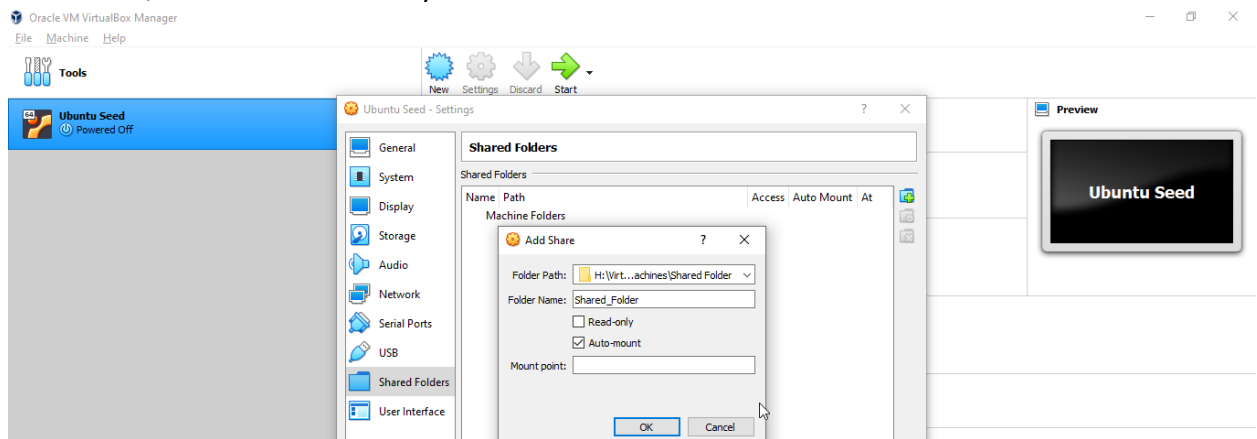 Oracle VM VirtualBox Manager
File Machine Help
Tools
New Settings Discard Start
64 Ubuntu Seed
Powered Off
Ubuntu Seed - Settings ?
General
System
Display
Storage
Audio
Network
Serial Ports
USB
Shared Folders
User Interface
Shared Folders
Shared Folders
Name Path Access Auto Mount At
Machine Folders
Add Share ?
Folder Path: H:\Virt...achines\Shared Folder
Folder Name: Shared_Folder
Read-only
Auto-mount
Mount point:
OK Cancel
Preview
Ubuntu Seed